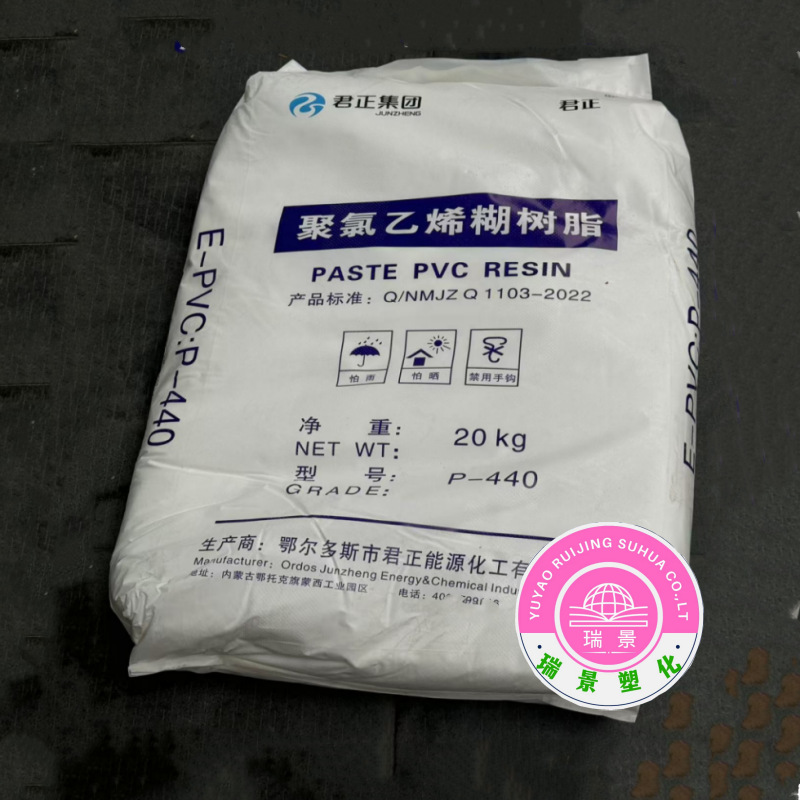 君正集团
JUNZHENG
君正
聚氯乙烯糊树脂
PASTE PVC RESIN
产品标准：Q/NMJZ Q 1103-2022
怕雨
怕晒
禁用手钩
净 重：
NET WT:
20 kg
型 号：
GRADE:
P-440
生产商：鄂尔多斯市君正能源化工有
Manufacturer: Ordos Junzheng Energy&Chemical Indu
地址：内蒙古鄂托克旗蒙西工业园区
电话：
E-PVC:P-440
E-PVC:P-440
YUYAO RUIJING SUHUA CO.,LT
瑞景
瑞景塑化